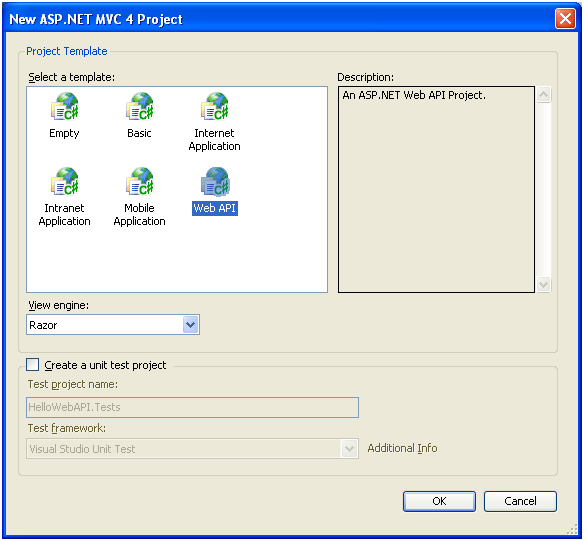 New ASP.NET MVC 4 Project
Project Template
Select a template:
Description:
An ASP.NET Web API Project.
Empty
Basic
Internet
Application
Intranet
Application
Mobile
Application
Web API
View engine:
Razor
Create a unit test project
Test project name:
HelloWebAPI.Tests
Test framework:
Visual Studio Unit Test
Additional Info
OK
Cancel